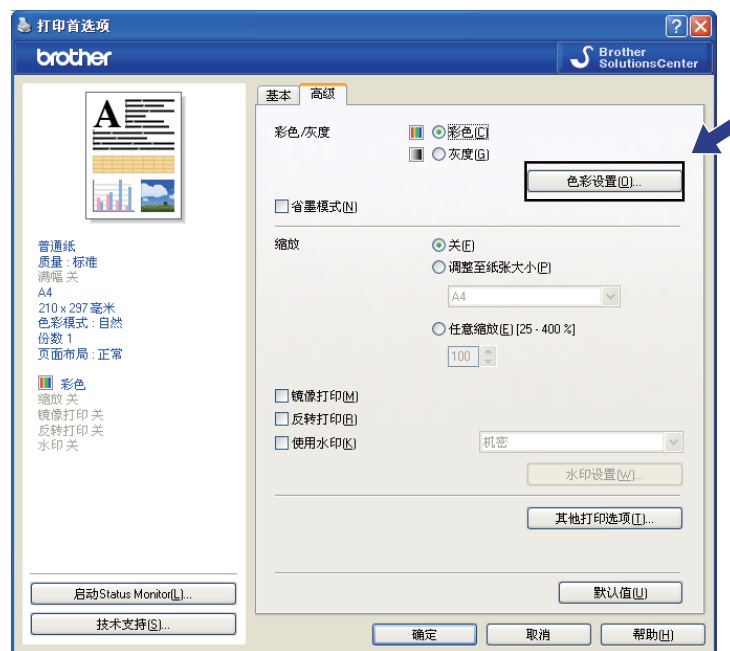 打印首选项
brother
Brother
SolutionsCenter
基本 高级
A
普通纸
质量 : 标准
满幅 关
A4
210 x 297 毫米
色彩模式 : 自然
份数 1
页面布局 : 正常
彩色
缩放 关
镜像打印 关
反转打印 关
水印 关
启动Status Monitor(L)...
技术支持(S)...
彩色/灰度
彩色(C)
灰度(G)
色彩设置(O)...
省墨模式(N)
缩放
关(F)
调整至纸张大小(P)
A4
任意缩放(E) [25 - 400 %]
100
镜像打印(M)
反转打印(R)
使用水印(K)
机密
水印设置(W)...
其他打印选项(T)...
默认值(U)
确定 取消 帮助(H)